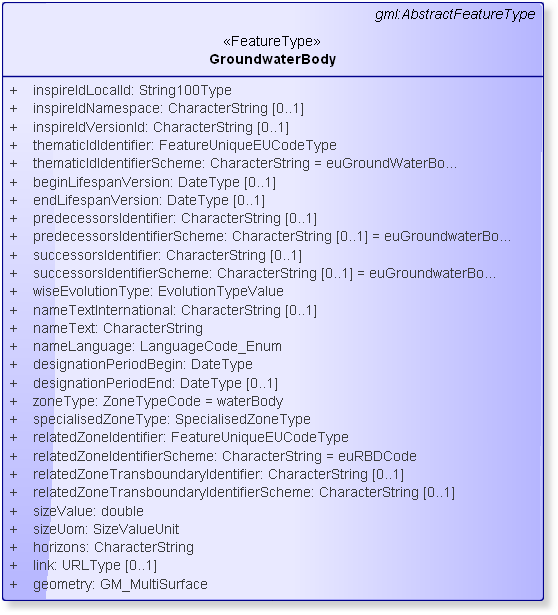 gml:AbstractFeatureType
«FeatureType»
GroundwaterBody
+ inspireIdLocalId: String100Type
+ inspireIdNamespace: CharacterString [0..1]
+ inspireIdVersionId: CharacterString [0..1]
+ thematicIdIdentifier: FeatureUniqueEUCodeType
+ thematicIdIdentifierScheme: CharacterString = euGroundWaterBo...
+ beginLifespanVersion: DateType [0..1]
+ endLifespanVersion: DateType [0..1]
+ predecessorsIdentifier: CharacterString [0..1]
+ predecessorsIdentifierScheme: CharacterString [0..1] = euGroundwaterBo...
+ successorsIdentifier: CharacterString [0..1]
+ successorsIdentifierScheme: CharacterString [0..1] = euGroundwaterBo...
+ wiseEvolutionType: EvolutionTypeValue
+ nameTextInternational: CharacterString [0..1]
+ nameText: CharacterString
+ nameLanguage: LanguageCode_Enum
+ designationPeriodBegin: DateType
+ designationPeriodEnd: DateType [0..1]
+ zoneType: ZoneTypeCode = waterBody
+ specialisedZoneType: SpecialisedZoneType
+ relatedZoneIdentifier: FeatureUniqueEUCodeType
+ relatedZoneIdentifierScheme: CharacterString = euRBDCode
+ relatedZoneTransboundaryIdentifier: CharacterString [0..1]
+ relatedZoneTransboundaryIdentifierScheme: CharacterString [0..1]
+ sizeValue: double
+ sizeUom: SizeValueUnit
+ horizons: CharacterString
+ link: URLType [0..1]
+ geometry: GM_MultiSurface